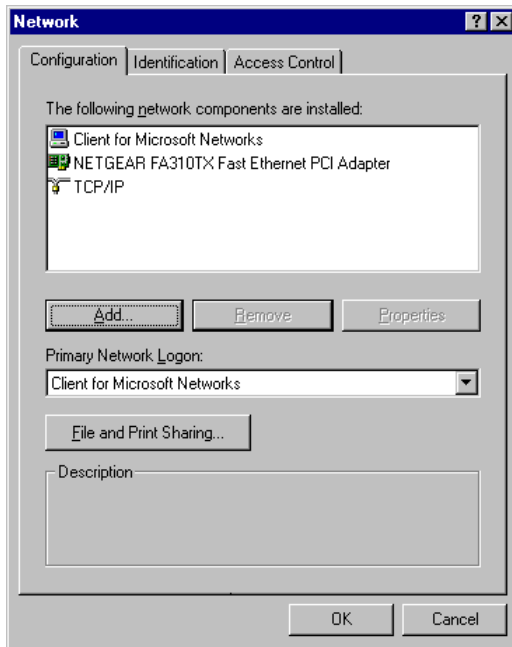 Network
Configuration Identification Access Control
The following network components are installed:
Client for Microsoft Networks
NETGEAR FA310TX Fast Ethernet PCI Adapter
TCP/IP
Add... Remove Properties
Primary Network Logon:
Client for Microsoft Networks
File and Print Sharing...
Description
OK Cancel